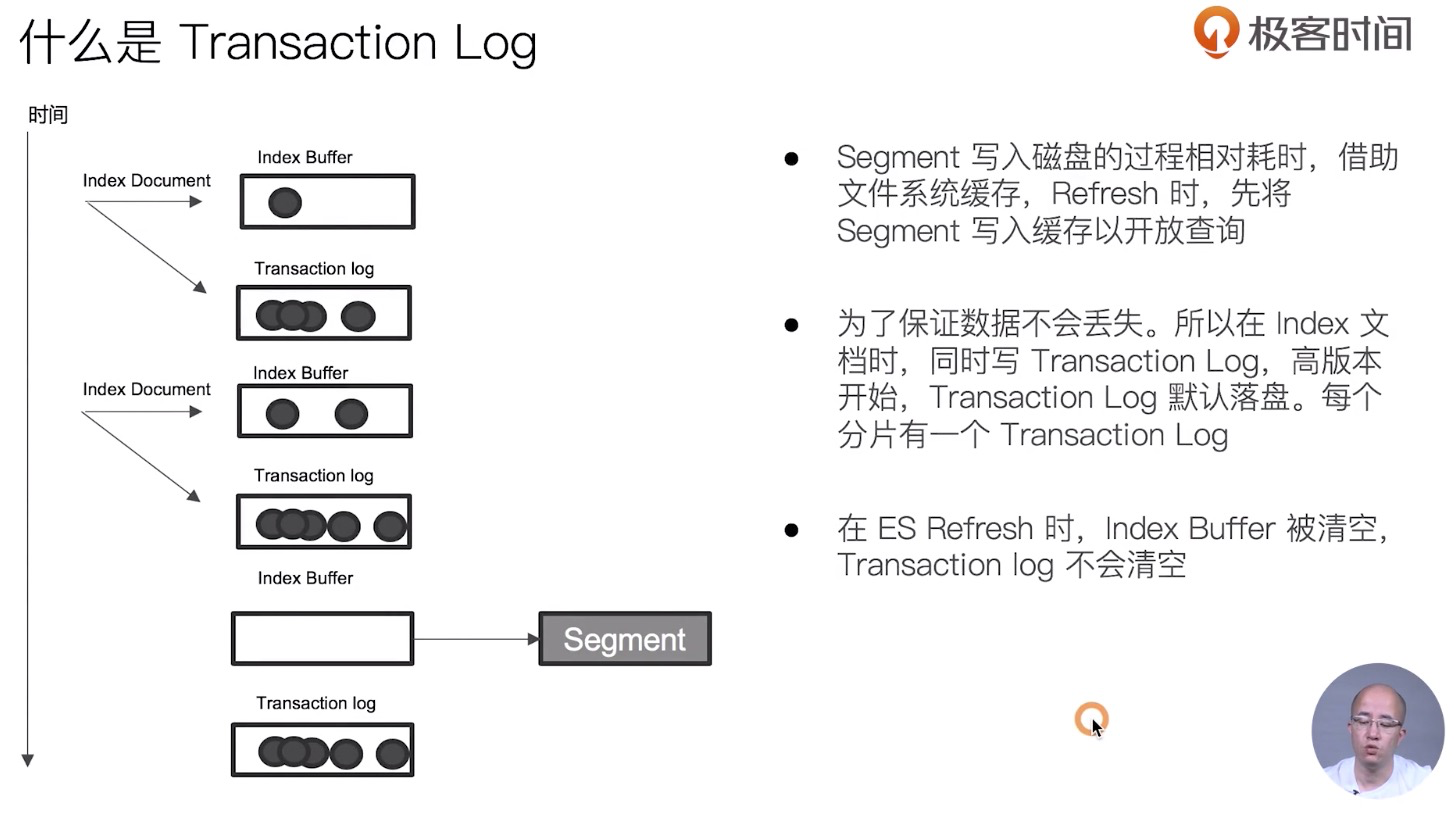 什么是 Transaction Log
极客时间
时间
Index Buffer
Index Document
Transaction log
Index Buffer
Index Document
Transaction log
Index Buffer
Segment
Transaction log
● Segment 写入磁盘的过程相对耗时，借助
文件系统缓存，Refresh 时，先将
Segment 写入缓存以开放查询
● 为了保证数据不会丢失。所以在 Index 文
档时，同时写 Transaction Log，高版本
开始，Transaction Log 默认落盘。每个
分片有一个 Transaction Log
● 在 ES Refresh 时，Index Buffer 被清空，
Transaction log 不会清空